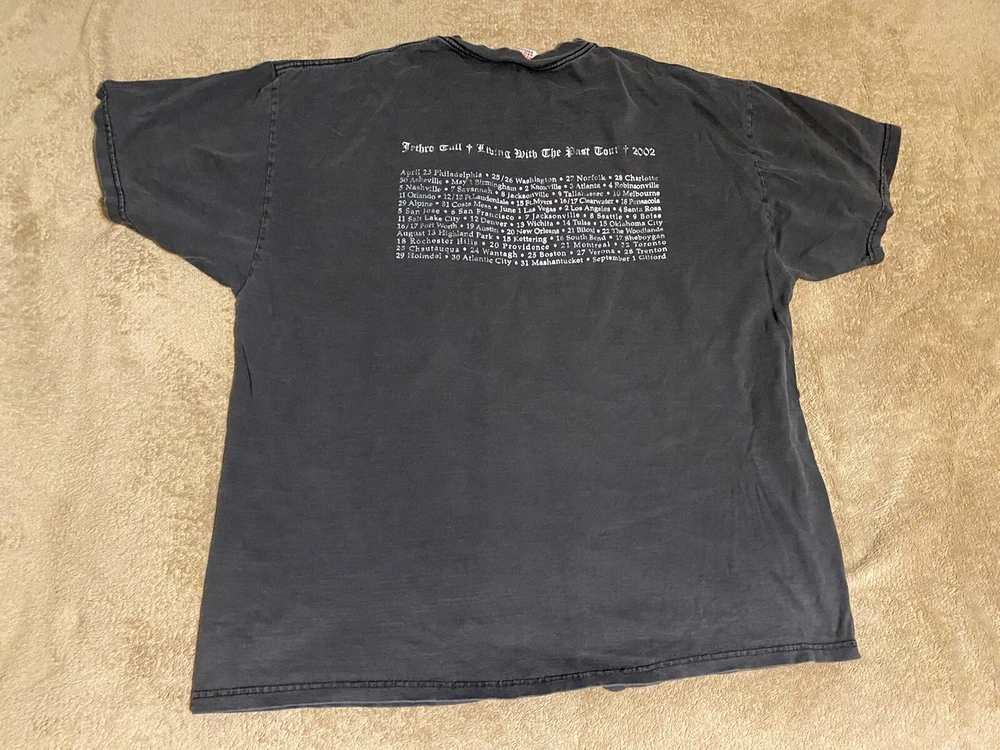 Jethro Tull † Living With The Past Tour † 2002
April 23 Philadelphia • 25/26 Washington • 27 Norfolk • 28 Charlotte
30 Asheville • May 1 Birmingham • 2 Knoxville • 3 Atlanta • 4 Robinsonville
5 Nashville • 7 Savannah • 8 Jacksonville • 9 Tallahassee • 10 Melbourne
11 Orlando • 12/13 Ft.Lauderdale • 15 Ft.Myers • 16/17 Clearwater • 18 Pensacola
29 Alpine • 31 Costa Mesa • June 1 Las Vegas • 2 Los Angeles • 4 Santa Rosa
5 San Jose • 6 San Francisco • 7 Jacksonville • 8 Seattle • 9 Boise
11 Salt Lake City • 12 Denver • 13 Wichita • 14 Tulsa • 15 Oklahoma City
16/17 Fort Worth • 19 Austin • 20 New Orleans • 21 Biloxi • 22 The Woodlands
August 13 Highland Park • 15 Kettering • 16 South Bend • 17 Sheboygan
18 Rochester Hills • 20 Providence • 21 Montreal • 22 Toronto
23 Chautauqua • 24 Wantagh • 25 Boston • 27 Verona • 28 Trenton
29 Holmdel • 30 Atlantic City • 31 Mashantucket • September 1 Gilford